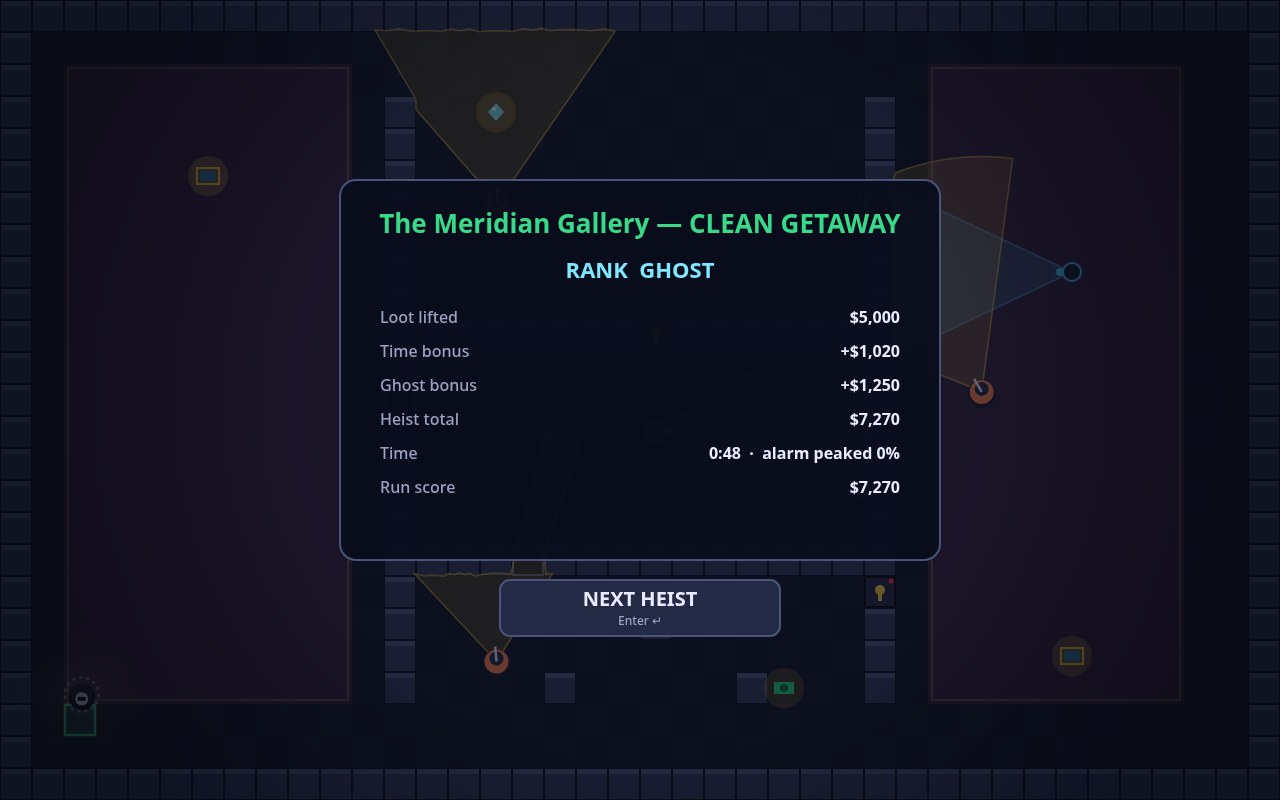 The Meridian Gallery — CLEAN GETAWAY
RANK GHOST
Loot lifted $5,000
Time bonus +$1,020
Ghost bonus +$1,250
Heist total $7,270
Time 0:48 · alarm peaked 0%
Run score $7,270
NEXT HEIST
Enter ↵